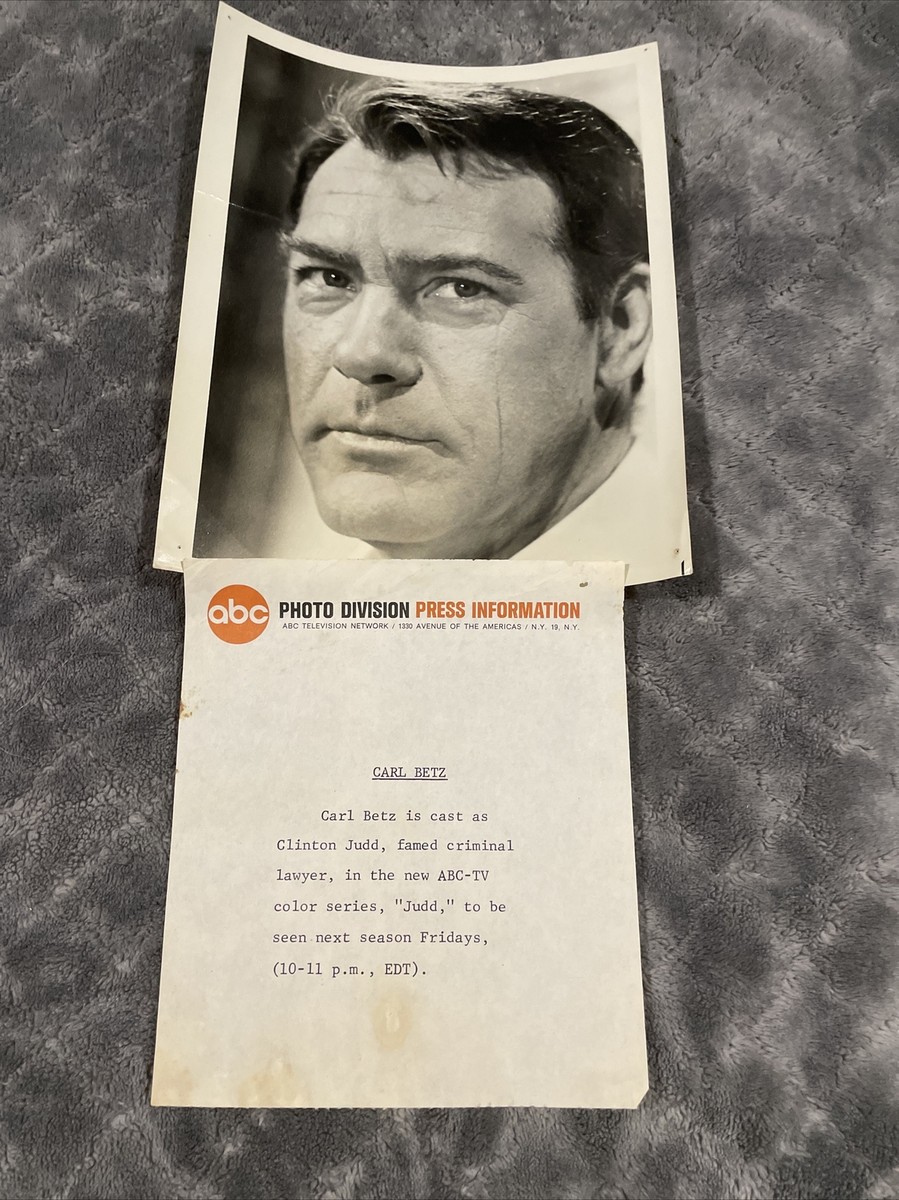 abc PHOTO DIVISION PRESS INFORMATION
ABC TELEVISION NETWORK / 1330 AVENUE OF THE AMERICAS / N.Y. 19, N.Y.
CARL BETZ
Carl Betz is cast as
Clinton Judd, famed criminal
lawyer, in the new ABC-TV
color series, "Judd," to be
seen next season Fridays,
(10-11 p.m., EDT).